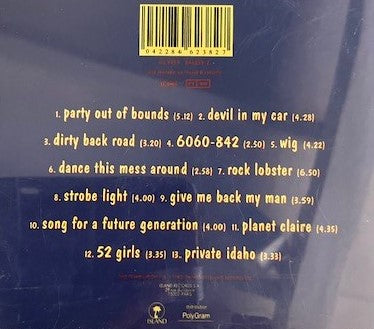 042284 673827
1. party out of bounds (5.12) 2. devil in my car (4.28)
3. dirty back road (3.20) 4. 6060-842 (2.50) 5. wig (4.22)
6. dance this mess around (2.58) 7. rock lobster (6.50)
8. strobe light (4.00) 9. give me back my man (3.59)
10. song for a future generation (4.00) 11. planet claire (4.35)
12. 52 girls (3.35) 13. private idaho (3.33)
ISLAND
distribution
PolyGram